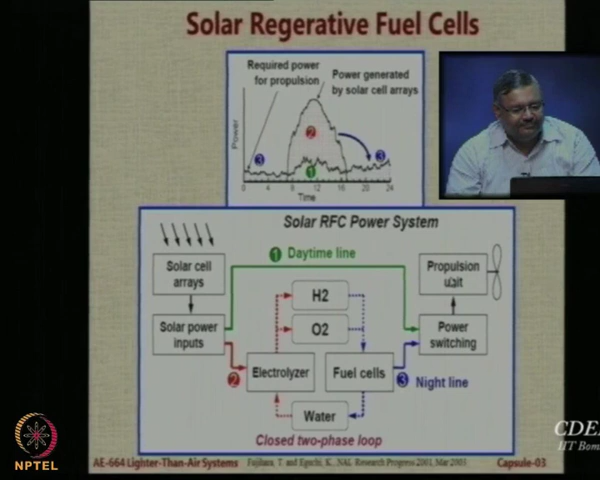 Solar Regerative Fuel Cells
Required power
for propulsion
Power generated
by solar cell arrays
Power
3
2
1
3
0 4 8 12 16 20 24
Time
Solar RFC Power System
1 Daytime line
Solar cell
arrays
Propulsion
unit
H2
O2
Solar power
inputs
Power
switching
2
Electrolyzer
Fuel cells
3 Night line
Water
Closed two-phase loop
CDE
IIT Bom
NPTEL
AE-664 Lighter-Than-Air Systems
Fujihara, T. and Eguchi, K., NAL Research Progress 2001, Mar 2003
Capsule-03